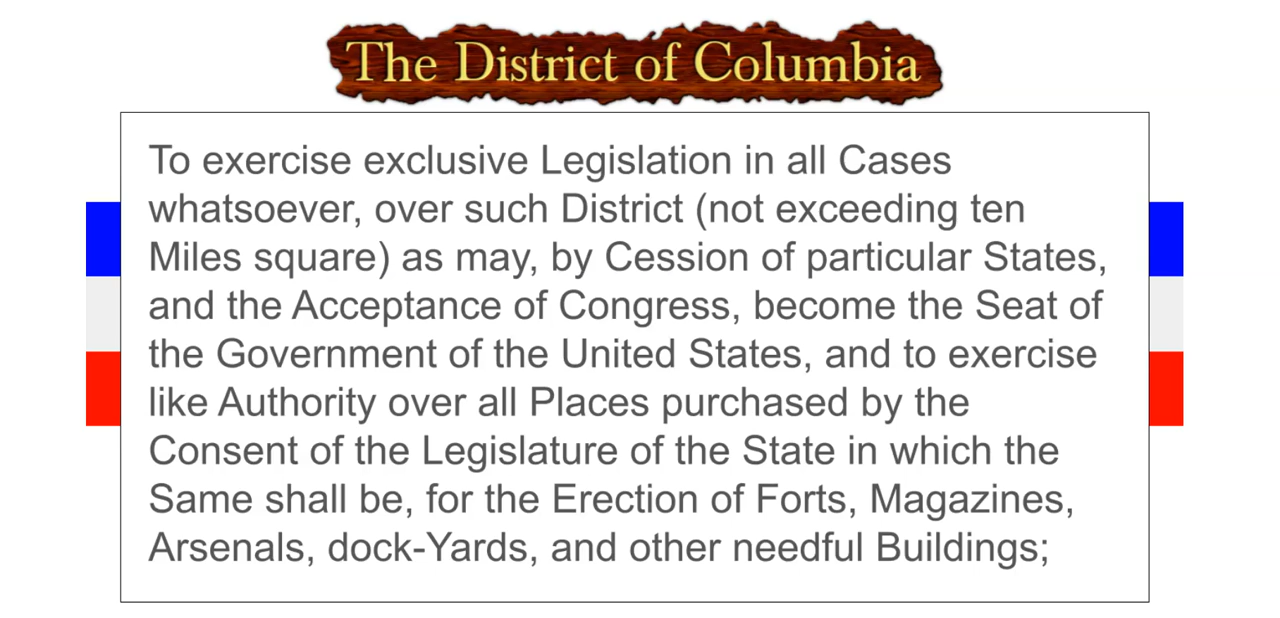 The District of Columbia
To exercise exclusive Legislation in all Cases
whatsoever, over such District (not exceeding ten
Miles square) as may, by Cession of particular States,
and the Acceptance of Congress, become the Seat of
the Government of the United States, and to exercise
like Authority over all Places purchased by the
Consent of the Legislature of the State in which the
Same shall be, for the Erection of Forts, Magazines,
Arsenals, dock-Yards, and other needful Buildings;